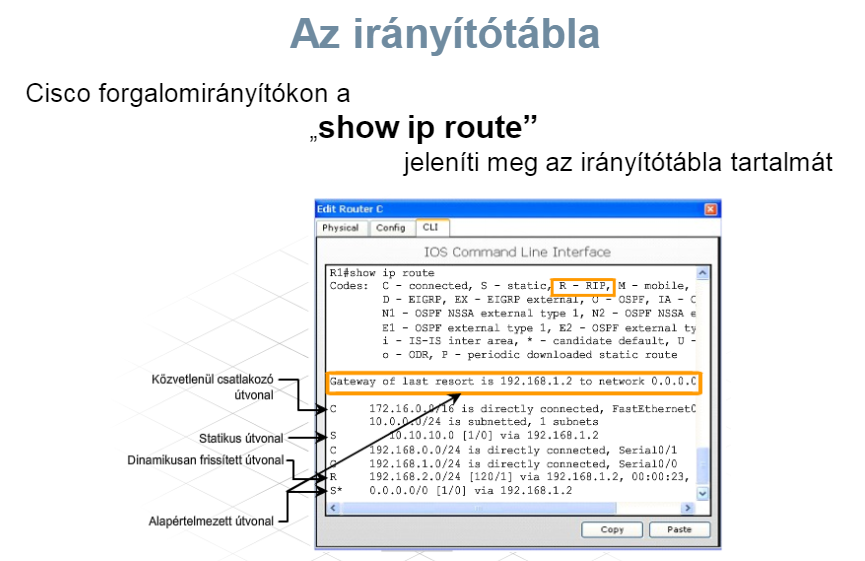 Az irányítótábla
Cisco forgalomirányítókon a
„show ip route”
jeleníti meg az irányítótábla tartalmát
Edit Router C
Physical Config CLI
IOS Command Line Interface
R1#show ip route
Codes: C - connected, S - static, R - RIP, M - mobile,
D - EIGRP, EX - EIGRP external, O - OSPF, IA - O
N1 - OSPF NSSA external type 1, N2 - OSPF NSSA e
E1 - OSPF external type 1, E2 - OSPF external ty
i - IS-IS inter area, * - candidate default, U -
o - ODR, P - periodic downloaded static route
Gateway of last resort is 192.168.1.2 to network 0.0.0.0
C 172.16.0.0/16 is directly connected, FastEthernet0
10.0.0.0/24 is subnetted, 1 subnets
S 10.10.10.0 [1/0] via 192.168.1.2
C 192.168.0.0/24 is directly connected, Serial0/1
C 192.168.1.0/24 is directly connected, Serial0/0
R 192.168.2.0/24 [120/1] via 192.168.1.2, 00:00:23,
S* 0.0.0.0/0 [1/0] via 192.168.1.2
Közvetlenül csatlakozó
útvonal
Statikus útvonal
Dinamikusan frissített útvonal
Alapértelmezett útvonal
Copy Paste